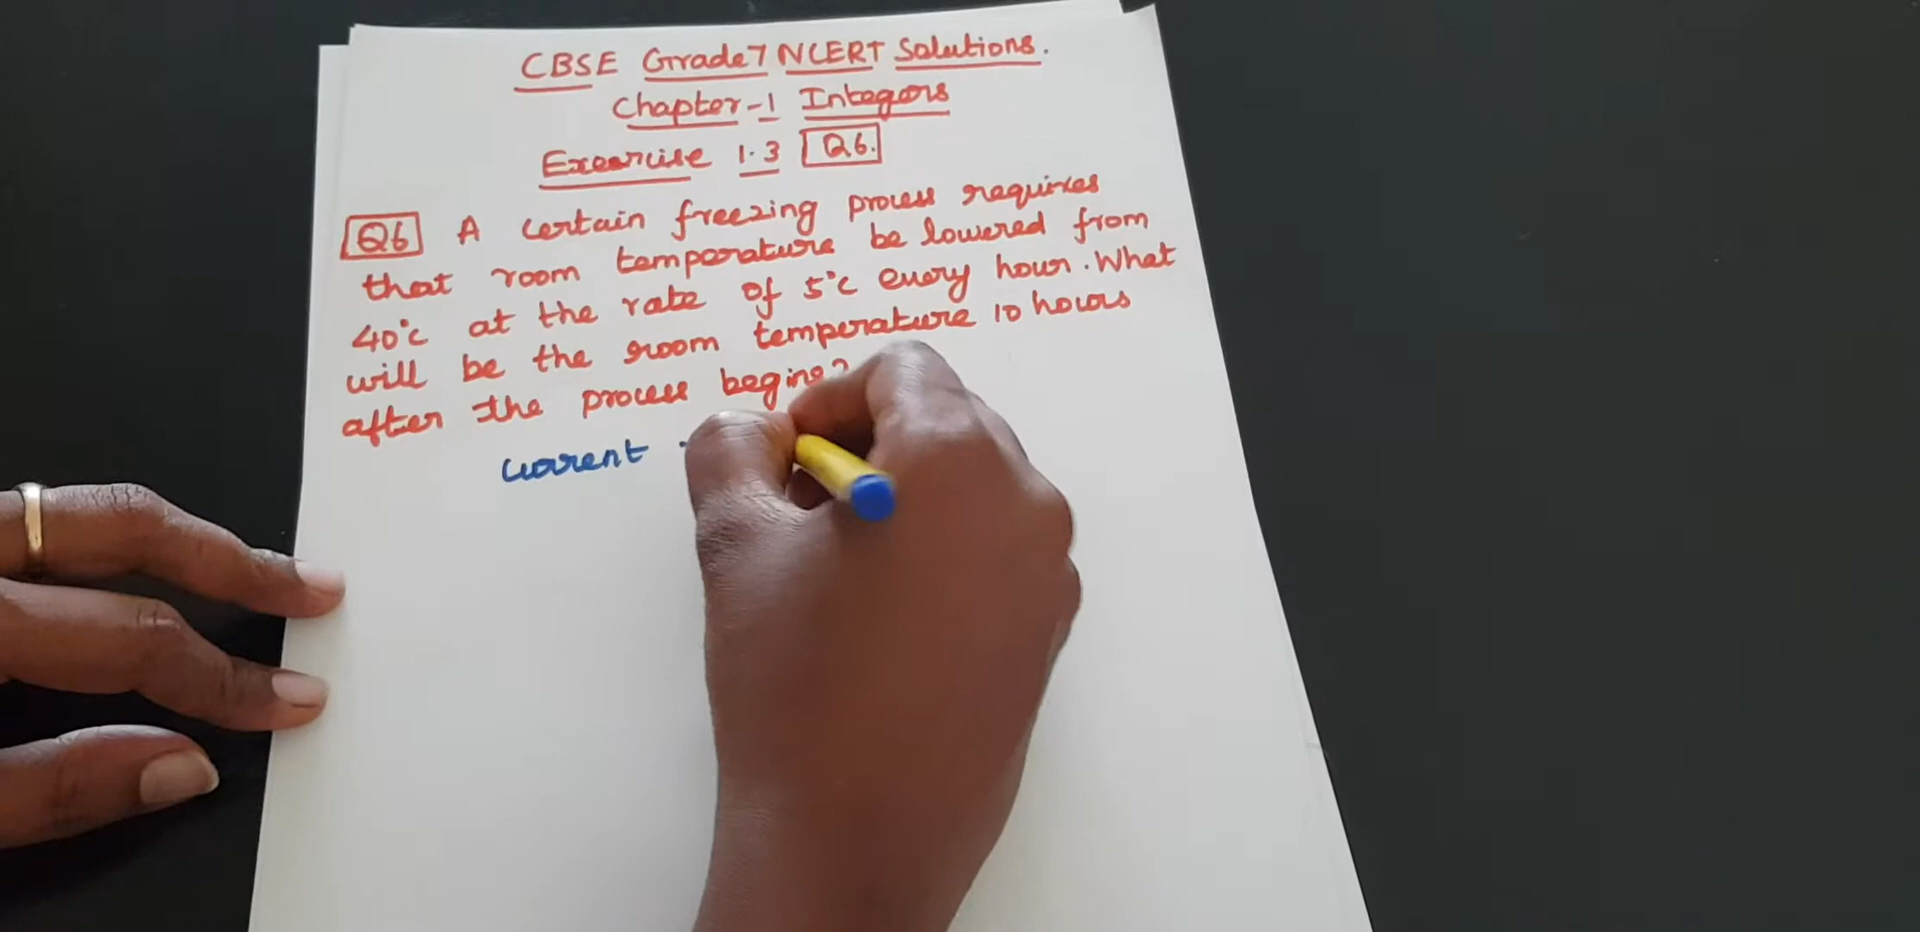 CBSE Grade 7 NCERT Solutions.
Chapter-1 Integers
Exercise 1.3 Q6.
Q6 A certain freezing process requires
that room temperature be lowered from
40°C at the rate of 5°C every hour. What
will be the room temperature 10 hours
after the process begins?
current